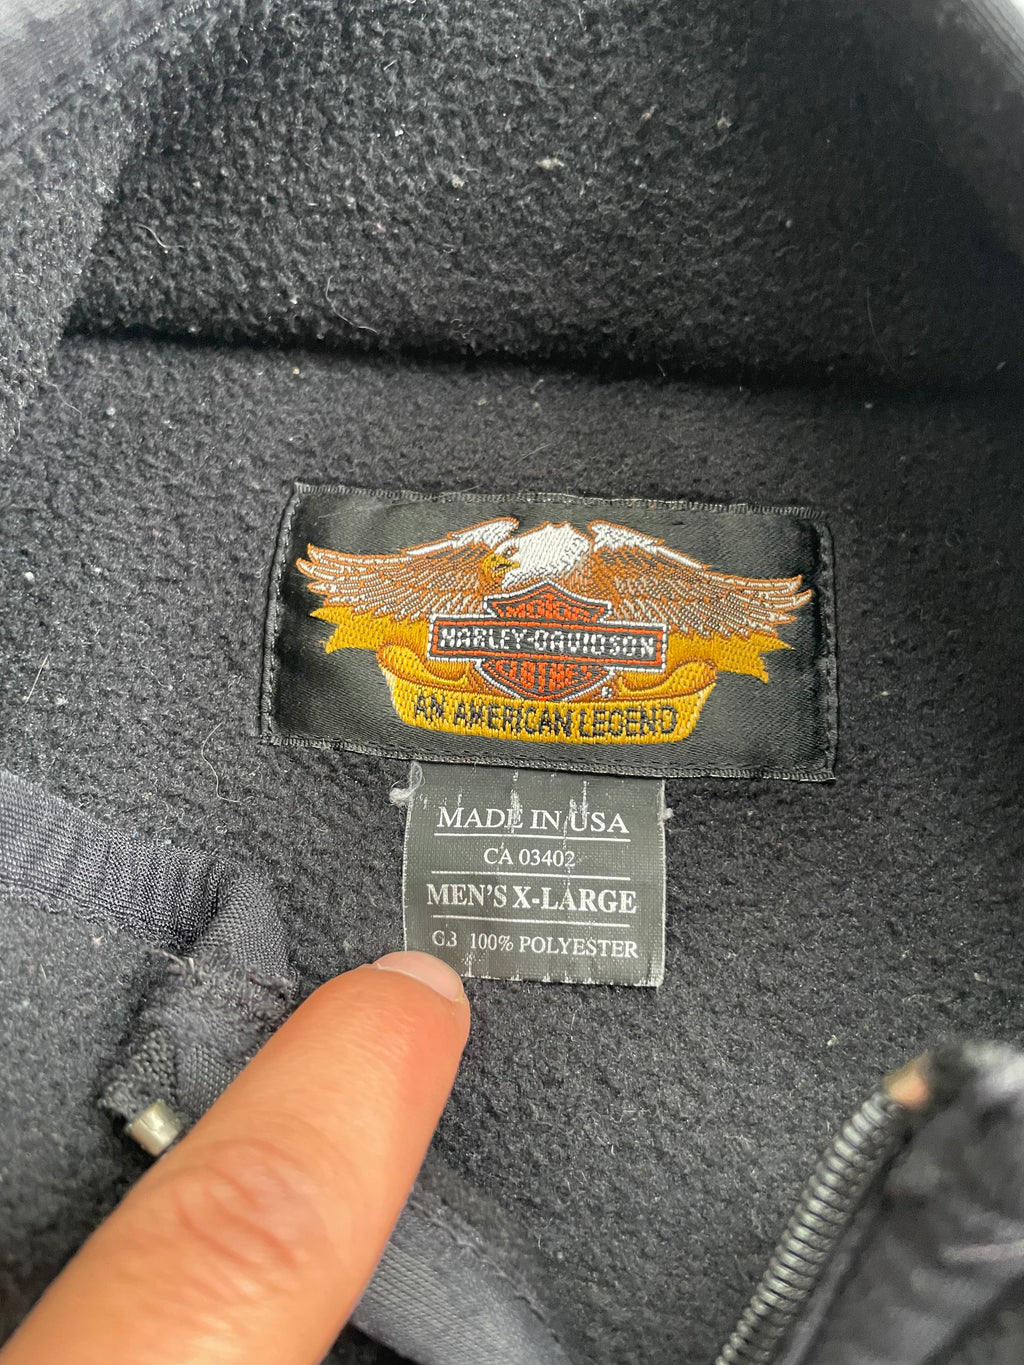 MOTOR
HARLEY-DAVIDSON
CLOTHES
®
AN AMERICAN LEGEND
MADE IN USA
CA 03402
MEN'S X-LARGE
G3 100% POLYESTER